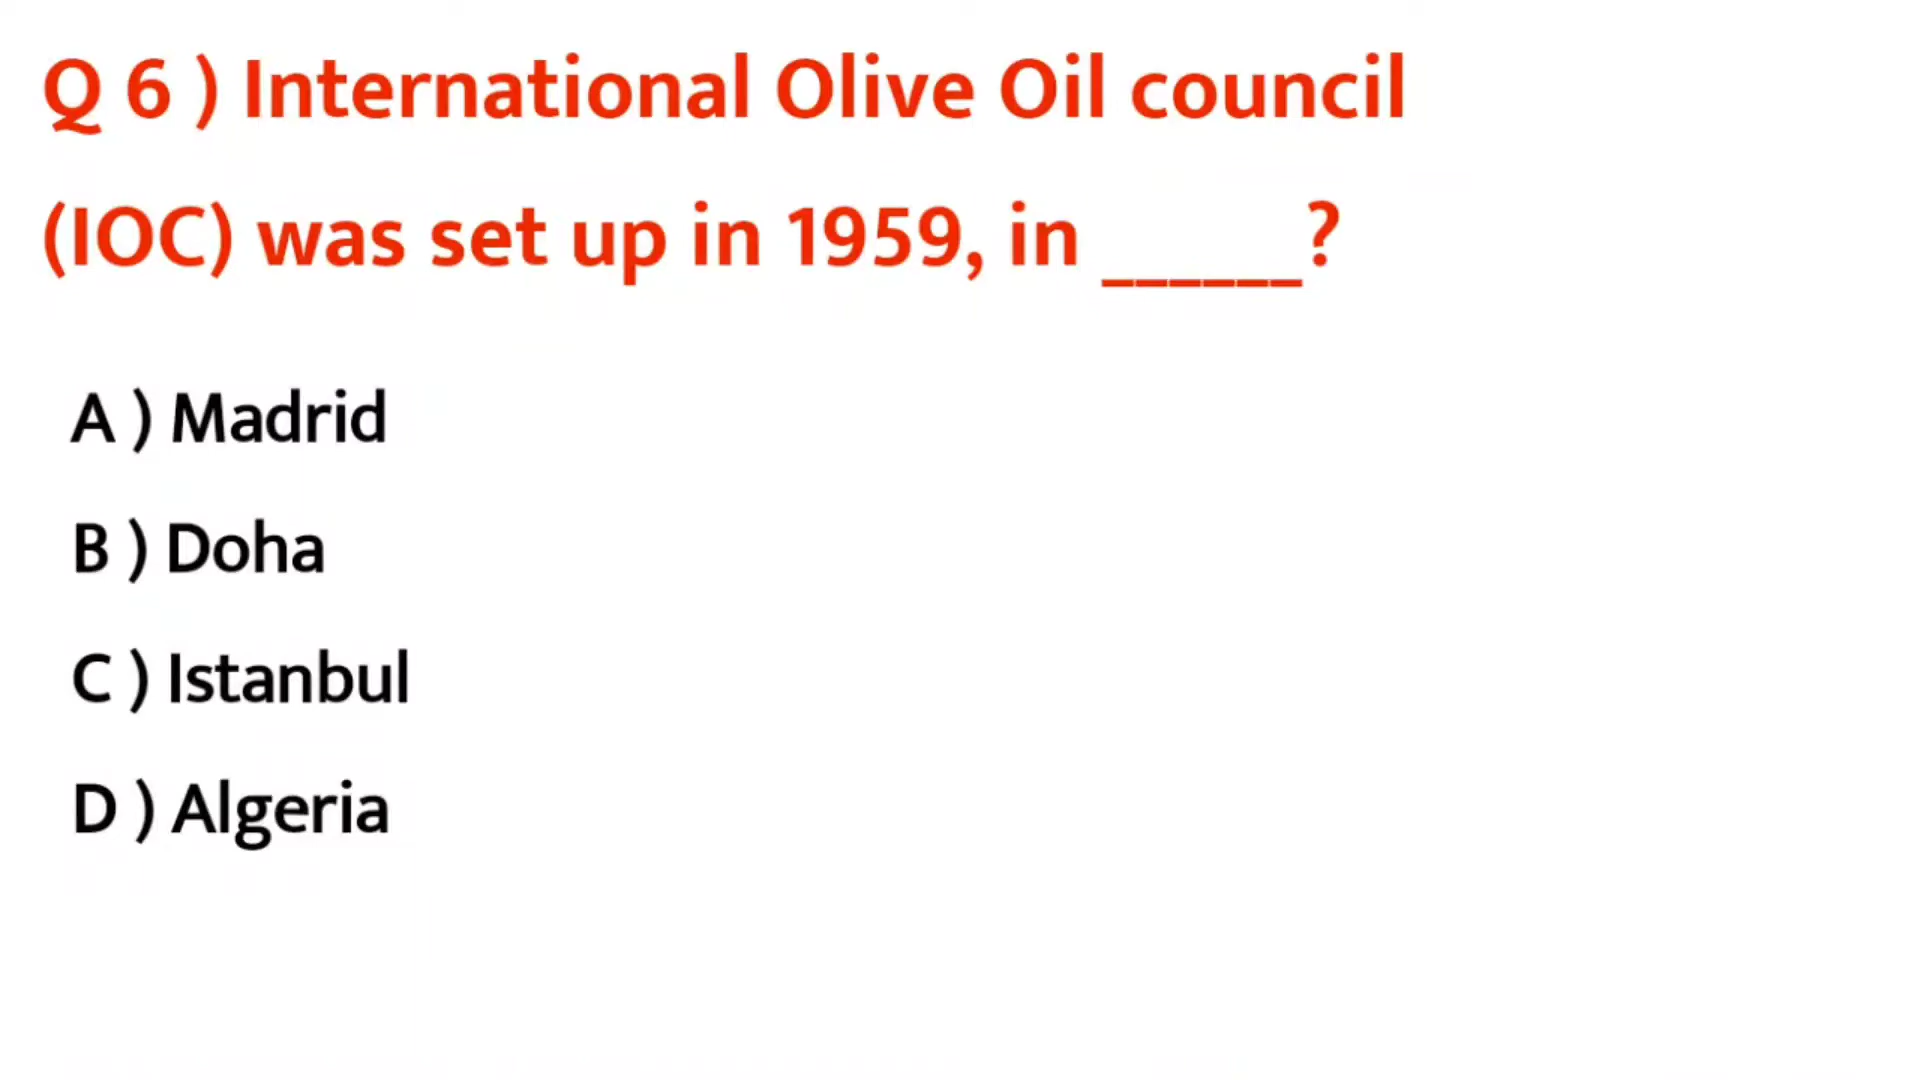 Q 6 ) International Olive Oil council
(IOC) was set up in 1959, in ______?
A ) Madrid
B ) Doha
C ) Istanbul
D ) Algeria